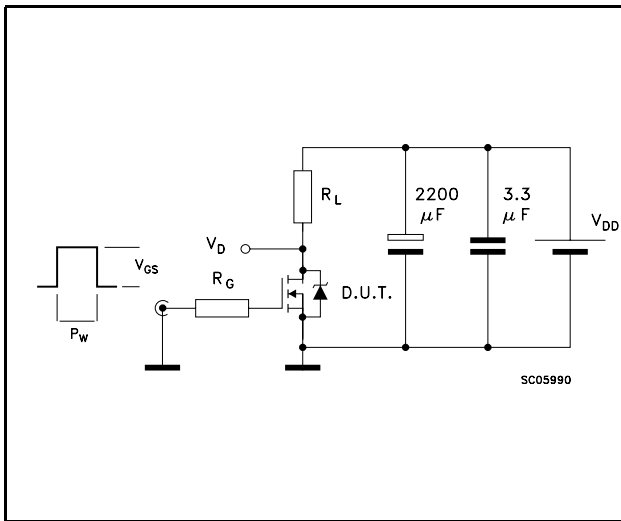 R_L
2200 μF
3.3 μF
V_DD
V_D
V_GS
R_G
D.U.T.
P_W
SC05990